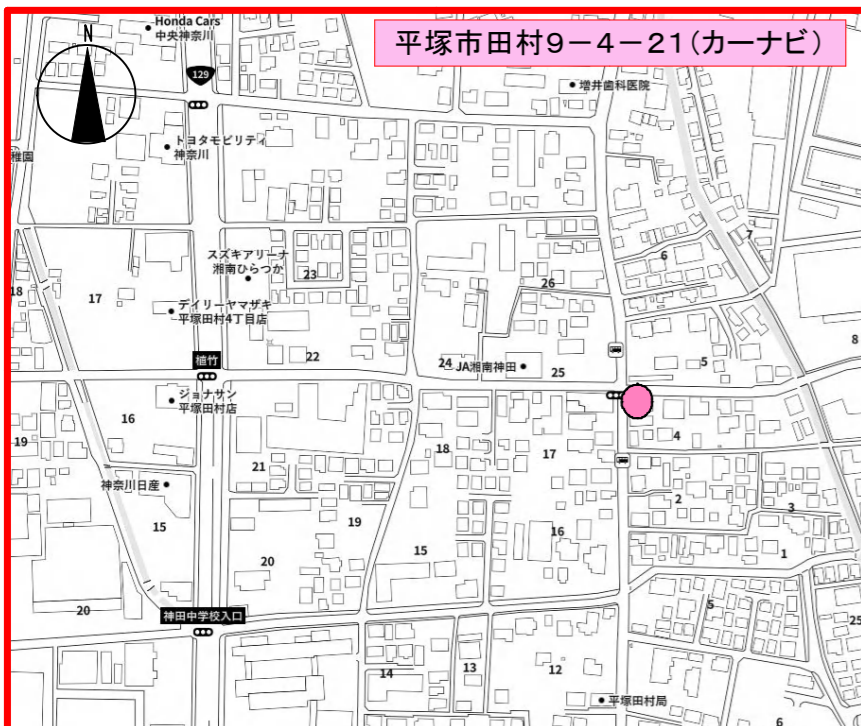 Honda Cars
中央神奈川
平塚市田村9－4－21(カーナビ)
N
129
増井歯科医院
トヨタモビリティ
神奈川
稚園
7
スズキアリーナ
湘南ひらつか
23
6
18
17
26
デイリーヤマザキ
平塚田村4丁目店
8
植竹
22
24
JA湘南神田
25
5
ジョナサン
平塚田村店
16
19
18
17
4
21
神奈川日産
2
3
15
19
16
20
15
1
20
神田中学校入口
5
25
14
13
12
平塚田村局
6